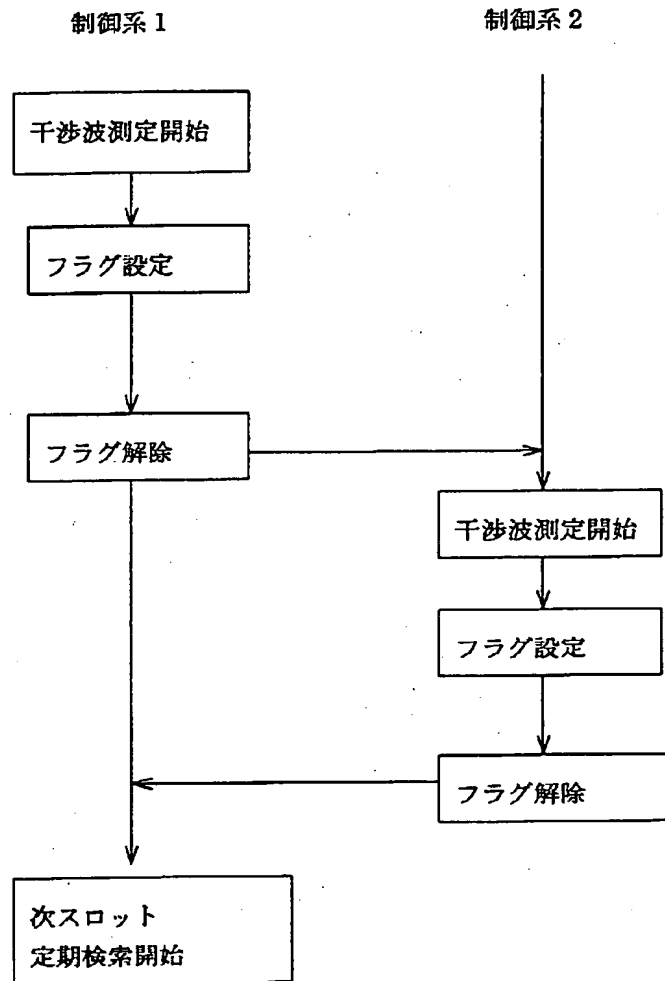 制御系1
制御系2
干渉波測定開始
フラグ設定
フラグ解除
干渉波測定開始
フラグ設定
フラグ解除
次スロット
定期検索開始